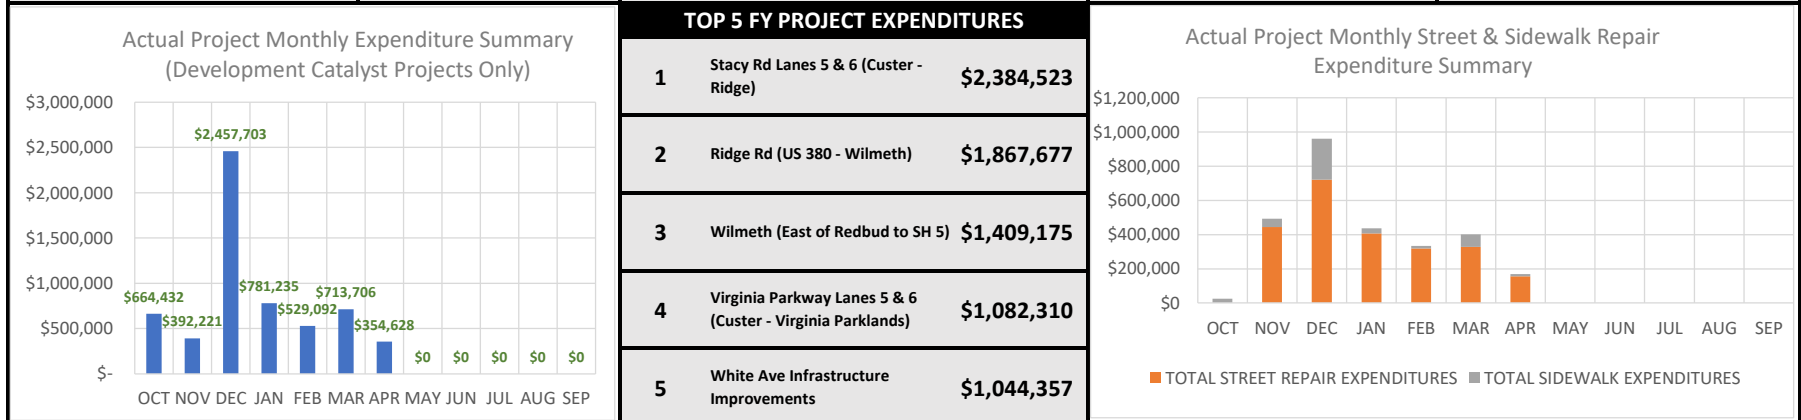 Actual Project Monthly Expenditure Summary
(Development Catalyst Projects Only)
$3,000,000
$2,500,000
$2,000,000
$1,500,000
$1,000,000
$500,000
$-
$664,432
$392,221
$2,457,703
$781,235
$529,092
$713,706
$354,628
$0
$0
$0
$0
$0
OCT NOV DEC JAN FEB MAR APR MAY JUN JUL AUG SEP
TOP 5 FY PROJECT EXPENDITURES
1
Stacy Rd Lanes 5 & 6 (Custer -
Ridge)
$2,384,523
2
Ridge Rd (US 380 - Wilmeth)
$1,867,677
3
Wilmeth (East of Redbud to SH 5)
$1,409,175
4
Virginia Parkway Lanes 5 & 6
(Custer - Virginia Parklands)
$1,082,310
5
White Ave Infrastructure
Improvements
$1,044,357
Actual Project Monthly Street & Sidewalk Repair
Expenditure Summary
$1,200,000
$1,000,000
$800,000
$600,000
$400,000
$200,000
$0
OCT NOV DEC JAN FEB MAR APR MAY JUN JUL AUG SEP
TOTAL STREET REPAIR EXPENDITURES
TOTAL SIDEWALK EXPENDITURES